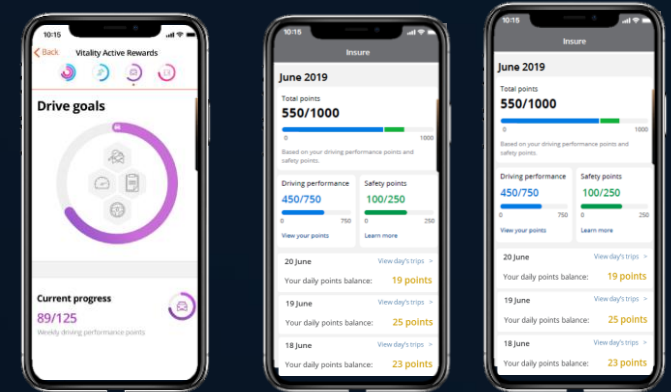 10:15
Back
Vitality Active Rewards
Drive goals
Current progress
89/125
Weekly driving performance points
10:15
Insure
June 2019
Total points
550/1000
0 1000
Based on your driving performance points and
safety points.
Driving performance
450/750
0 750
View your points
Safety points
100/250
0 250
Learn more
20 June View day's trips >
Your daily points balance: 19 points
19 June View day's trips >
Your daily points balance: 25 points
18 June View day's trips >
Your daily points balance: 23 points
10:15
Insure
June 2019
Total points
550/1000
0 1000
Based on your driving performance points and
safety points.
Driving performance
450/750
0 750
View your points
Safety points
100/250
0 250
Learn more
20 June View day's trips >
Your daily points balance: 19 points
19 June View day's trips >
Your daily points balance: 25 points
18 June View day's trips >
Your daily points balance: 23 points